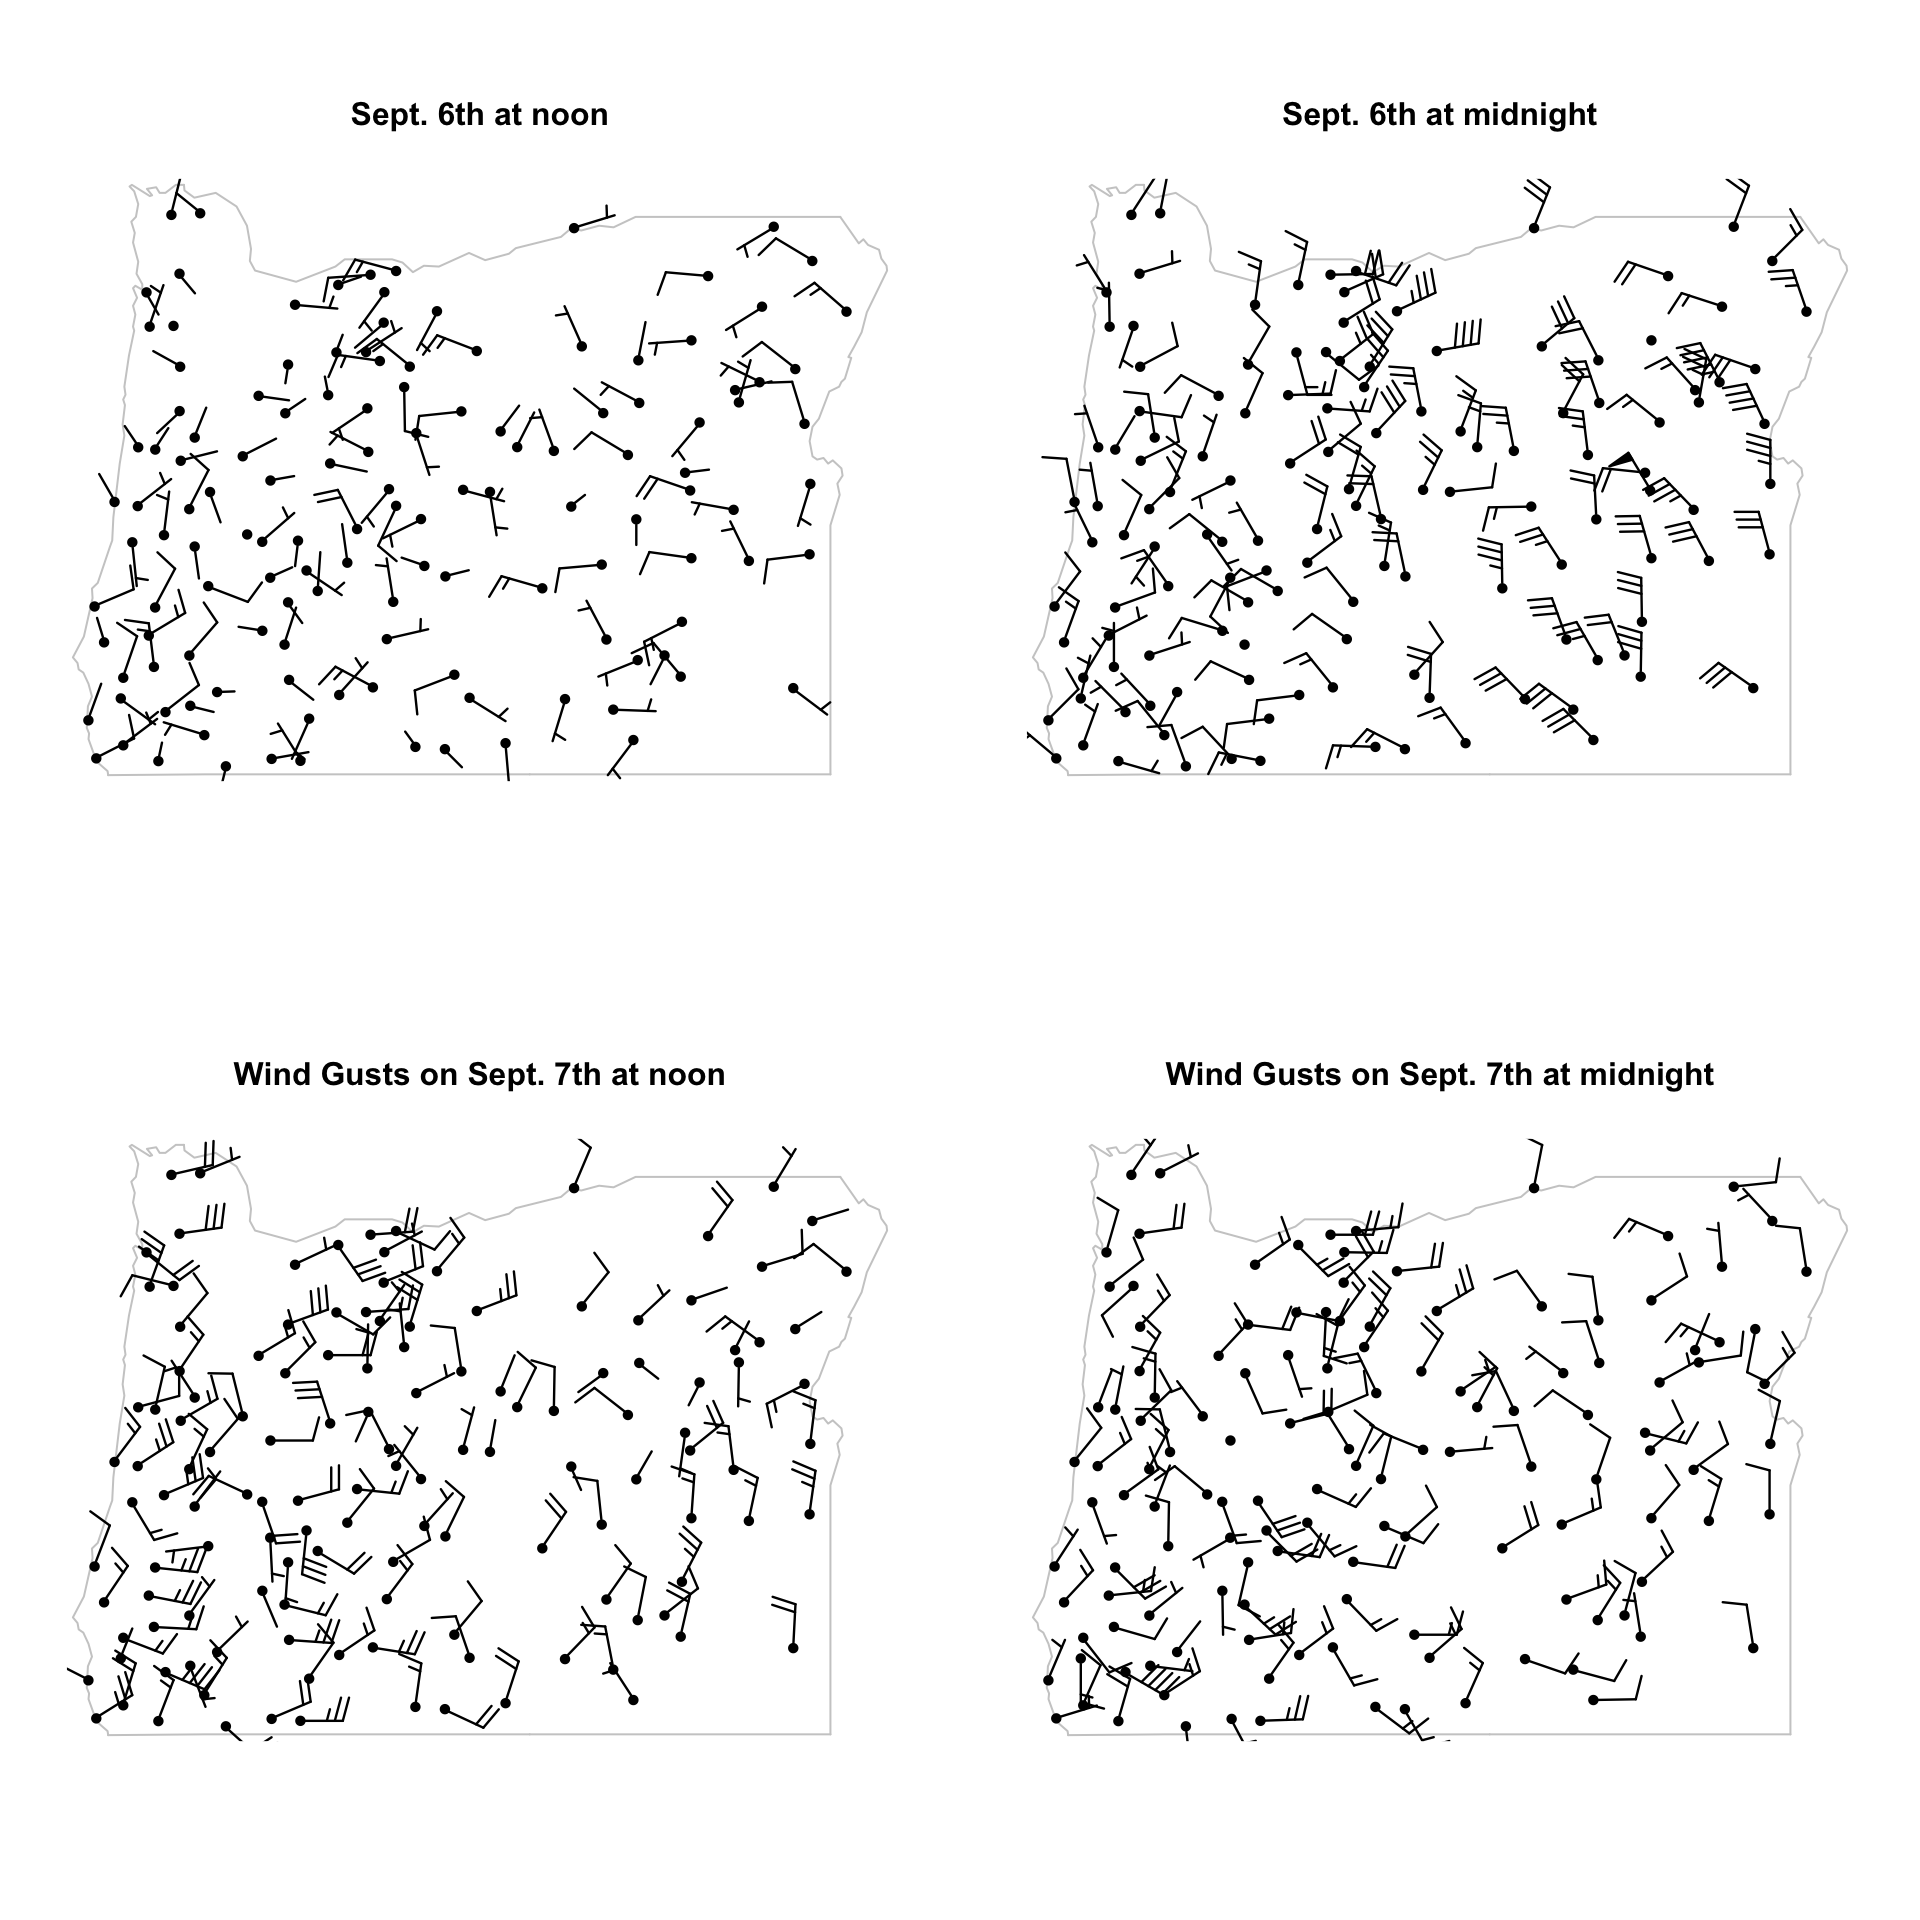 Sept. 6th at noon
Sept. 6th at midnight
Wind Gusts on Sept. 7th at noon
Wind Gusts on Sept. 7th at midnight